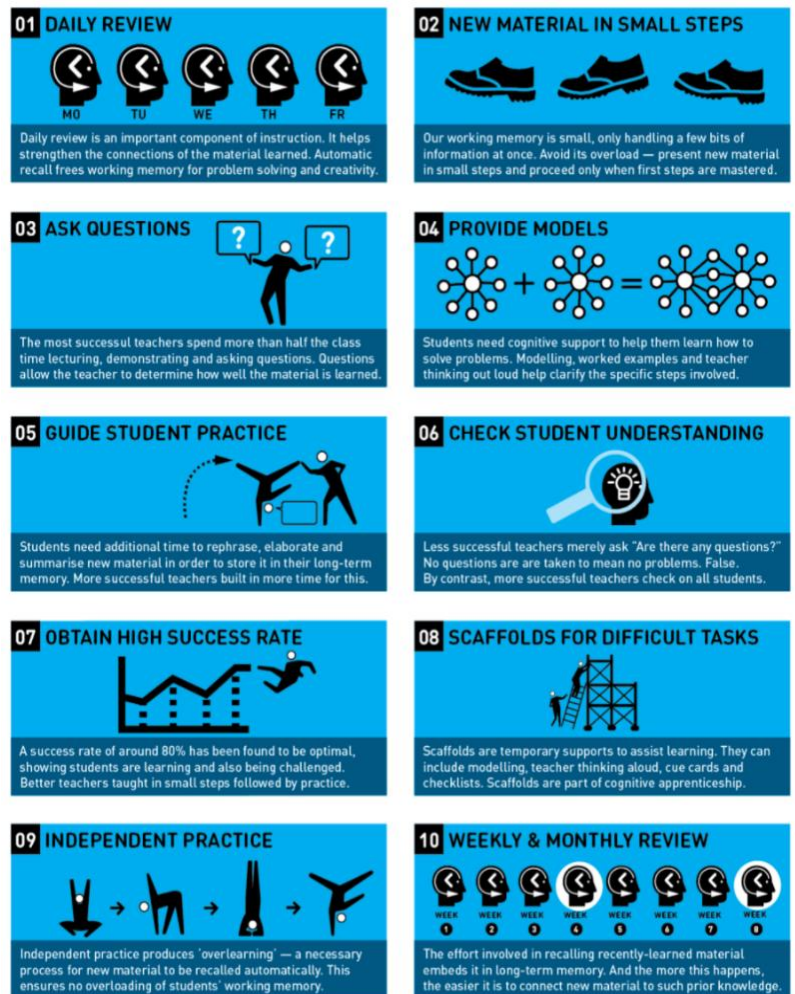 01 DAILY REVIEW
MO TU WE TH FR
Daily review is an important component of instruction. It helps
strengthen the connections of the material learned. Automatic
recall frees working memory for problem solving and creativity.
02 NEW MATERIAL IN SMALL STEPS
Our working memory is small, only handling a few bits of
information at once. Avoid its overload — present new material
in small steps and proceed only when first steps are mastered.
03 ASK QUESTIONS
? ?
The most successul teachers spend more than half the class
time lecturing, demonstrating and asking questions. Questions
allow the teacher to determine how well the material is learned.
04 PROVIDE MODELS
+ =
Students need cognitive support to help them learn how to
solve problems. Modelling, worked examples and teacher
thinking out loud help clarify the specific steps involved.
05 GUIDE STUDENT PRACTICE
Students need additional time to rephrase, elaborate and
summarise new material in order to store it in their long-term
memory. More successful teachers built in more time for this.
06 CHECK STUDENT UNDERSTANDING
Less successful teachers merely ask "Are there any questions?"
No questions are are taken to mean no problems. False.
By contrast, more successful teachers check on all students.
07 OBTAIN HIGH SUCCESS RATE
A success rate of around 80% has been found to be optimal,
showing students are learning and also being challenged.
Better teachers taught in small steps followed by practice.
08 SCAFFOLDS FOR DIFFICULT TASKS
Scaffolds are temporary supports to assist learning. They can
include modelling, teacher thinking aloud, cue cards and
checklists. Scaffolds are part of cognitive apprenticeship.
09 INDEPENDENT PRACTICE
Independent practice produces 'overlearning' — a necessary
process for new material to be recalled automatically. This
ensures no overloading of students' working memory.
10 WEEKLY & MONTHLY REVIEW
WEEK WEEK WEEK WEEK WEEK WEEK WEEK WEEK
1 2 3 4 5 6 7 8
The effort involved in recalling recently-learned material
embeds it in long-term memory. And the more this happens,
the easier it is to connect new material to such prior knowledge.